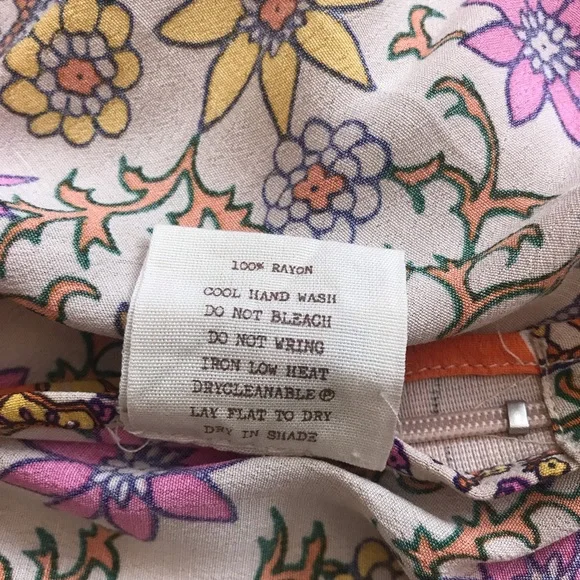 100% RAYON
COOL HAND WASH
DO NOT BLEACH
DO NOT WRING
IRON LOW HEAT
DRYCLEANABLE Ⓟ
LAY FLAT TO DRY
DRY IN SHADE